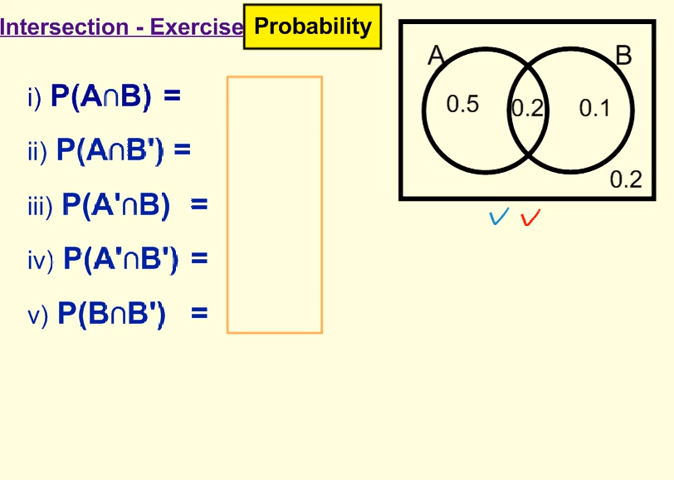 Intersection - Exercise
Probability
i) P(A∩B) =
ii) P(A∩B') =
iii) P(A'∩B) =
iv) P(A'∩B') =
v) P(B∩B') =
A B
0.5 0.2 0.1
0.2